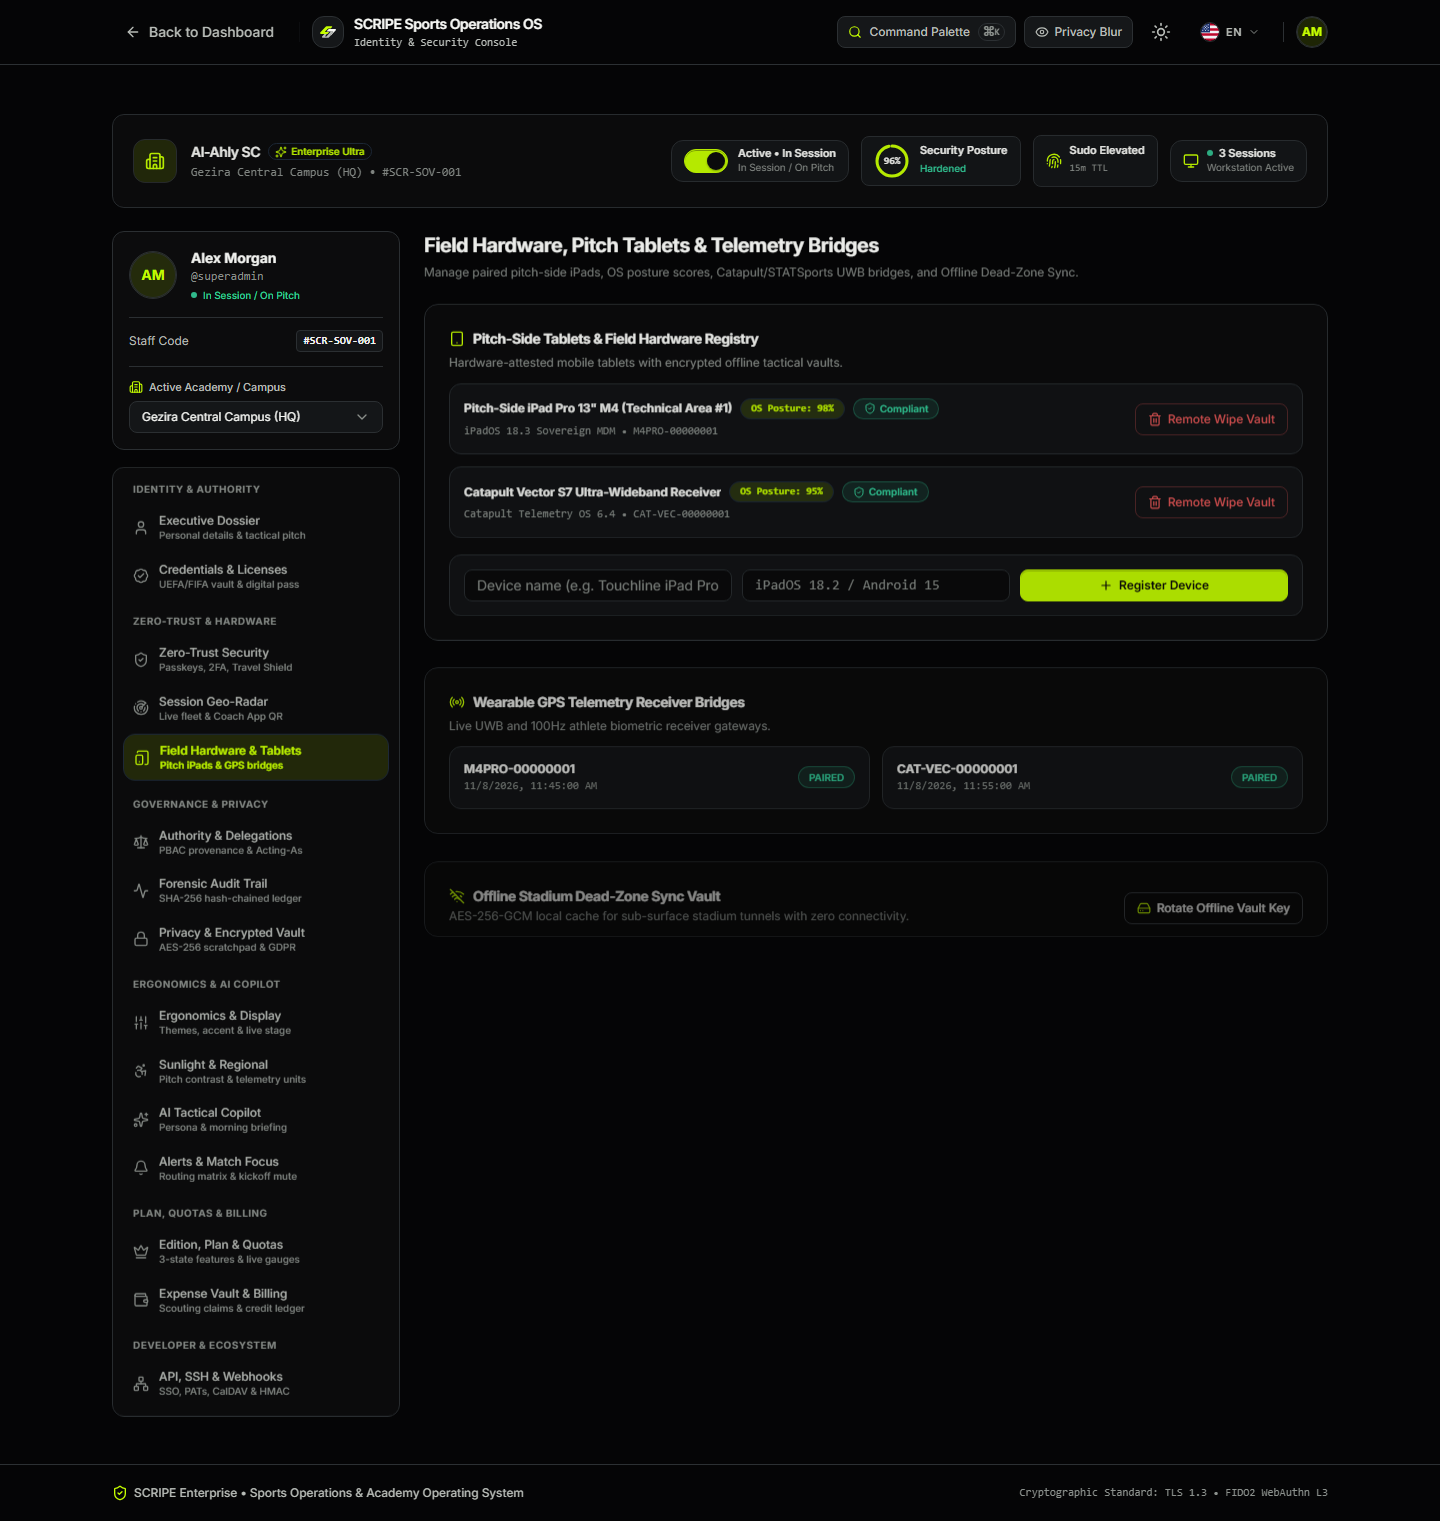 Back to Dashboard
SCRIPE Sports Operations OS
Identity & Security Console
Command Palette ⌘K
Privacy Blur
EN
AM
Al-Ahly SC
Enterprise Ultra
Gezira Central Campus (HQ) • #SCR-SOV-001
Active • In Session
In Session / On Pitch
96%
Security Posture
Hardened
Sudo Elevated
15m TTL
3 Sessions
Workstation Active
AM
Alex Morgan
@superadmin
In Session / On Pitch
Staff Code
#SCR-SOV-001
Active Academy / Campus
Gezira Central Campus (HQ)
IDENTITY & AUTHORITY
Executive Dossier
Personal details & tactical pitch
Credentials & Licenses
UEFA/FIFA vault & digital pass
ZERO-TRUST & HARDWARE
Zero-Trust Security
Passkeys, 2FA, Travel Shield
Session Geo-Radar
Live fleet & Coach App QR
Field Hardware & Tablets
Pitch iPads & GPS bridges
GOVERNANCE & PRIVACY
Authority & Delegations
PBAC provenance & Acting-As
Forensic Audit Trail
SHA-256 hash-chained ledger
Privacy & Encrypted Vault
AES-256 scratchpad & GDPR
ERGONOMICS & AI COPILOT
Ergonomics & Display
Themes, accent & live stage
Sunlight & Regional
Pitch contrast & telemetry units
AI Tactical Copilot
Persona & morning briefing
Alerts & Match Focus
Routing matrix & kickoff mute
PLAN, QUOTAS & BILLING
Edition, Plan & Quotas
3-state features & live gauges
Expense Vault & Billing
Scouting claims & credit ledger
DEVELOPER & ECOSYSTEM
API, SSH & Webhooks
SSO, PATs, CalDAV & HMAC
Field Hardware, Pitch Tablets & Telemetry Bridges
Manage paired pitch-side iPads, OS posture scores, Catapult/STATSports UWB bridges, and Offline Dead-Zone Sync.
Pitch-Side Tablets & Field Hardware Registry
Hardware-attested mobile tablets with encrypted offline tactical vaults.
Pitch-Side iPad Pro 13" M4 (Technical Area #1)
OS Posture: 98%
Compliant
iPadOS 18.3 Sovereign MDM • M4PRO-00000001
Remote Wipe Vault
Catapult Vector S7 Ultra-Wideband Receiver
OS Posture: 95%
Compliant
Catapult Telemetry OS 6.4 • CAT-VEC-00000001
Remote Wipe Vault
Device name (e.g. Touchline iPad Pro
iPadOS 18.2 / Android 15
Register Device
Wearable GPS Telemetry Receiver Bridges
Live UWB and 100Hz athlete biometric receiver gateways.
M4PRO-00000001
11/8/2026, 11:45:00 AM
PAIRED
CAT-VEC-00000001
11/8/2026, 11:55:00 AM
PAIRED
Offline Stadium Dead-Zone Sync Vault
AES-256-GCM local cache for sub-surface stadium tunnels with zero connectivity.
Rotate Offline Vault Key
SCRIPE Enterprise • Sports Operations & Academy Operating System
Cryptographic Standard: TLS 1.3 • FIDO2 WebAuthn L3